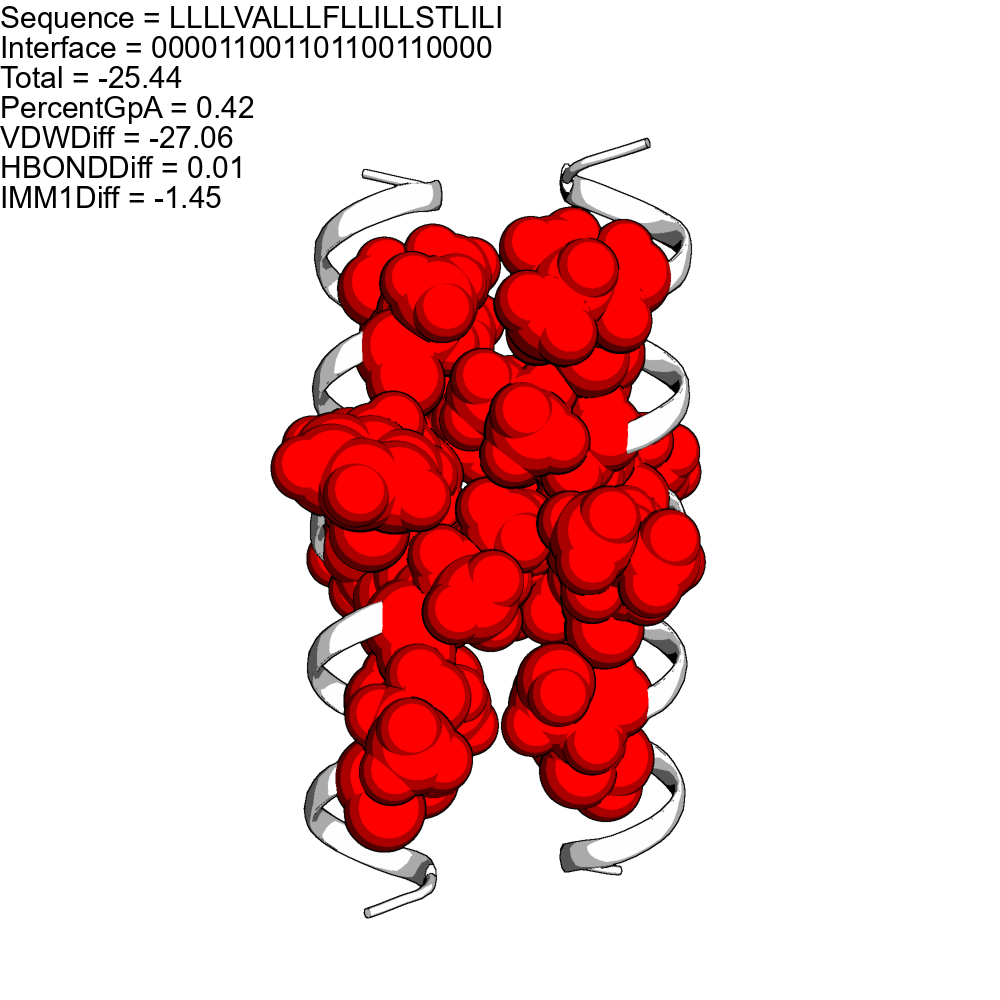 Sequence = LLLLVALLLFLLILLSTLILI
Interface = 000011001101100110000
Total = -25.44
PercentGpA = 0.42
VDWDiff = -27.06
HBONDDiff = 0.01
IMM1Diff = -1.45